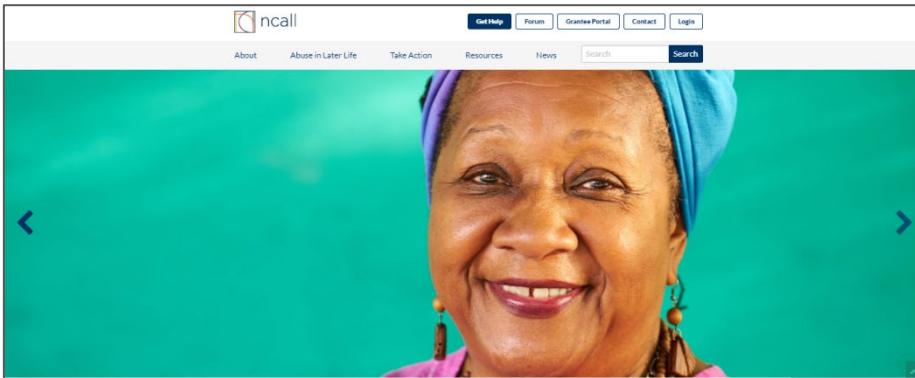 ncall
Get Help Forum Grantee Portal Contact Login
About Abuse in Later Life Take Action Resources News Search Search